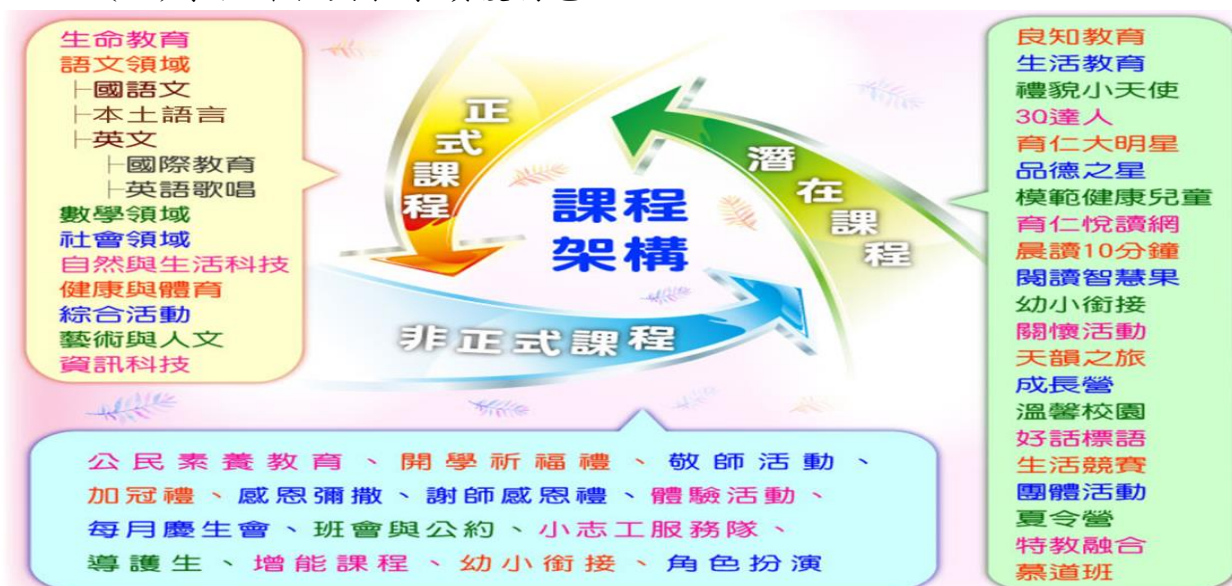 生命教育
語文領域
├國語文
├本土語言
├英文
├國際教育
├英語歌唱
數學領域
社會領域
自然與生活科技
健康與體育
綜合活動
藝術與人文
資訊科技
正式課程
潛在課程
課程
架構
非正式課程
良知教育
生活教育
禮貌小天使
3Q達人
育仁大明星
品德之星
模範健康兒童
育仁悅讀網
晨讀10分鐘
閱讀智慧果
幼小銜接
關懷活動
天韻之旅
成長營
溫馨校園
好話標語
生活競賽
團體活動
夏令營
特教融合
慕道班
公民素養教育、開學祈福禮、敬師活動、
加冠禮、感恩彌撒、謝師感恩禮、體驗活動、
每月慶生會、班會與公約、小志工服務隊、
導護生、增能課程、幼小銜接、角色扮演